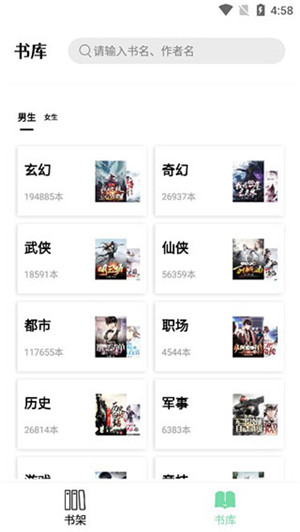 4:58
书库
请输入书名、作者名
男生 女生
玄幻
194885本
奇幻
26937本
武侠
18591本
仙侠
56359本
都市
117655本
职场
4544本
历史
26814本
军事
6383本
书架
书库